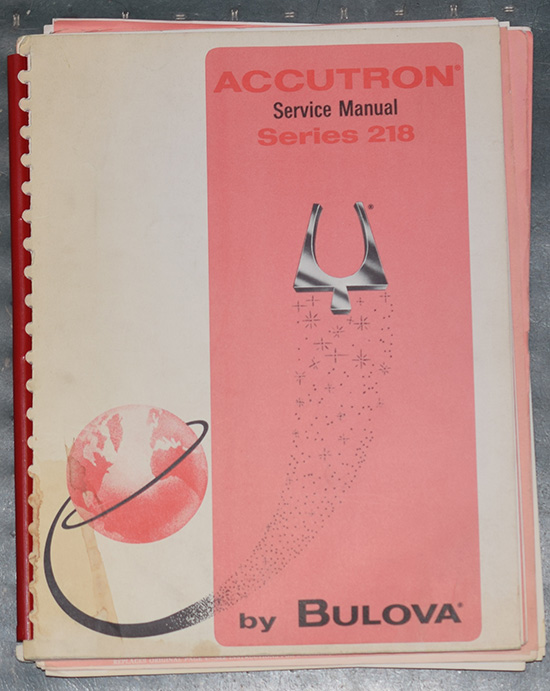 ACCUTRON®
Service Manual
Series 218
®
by BULOVA®